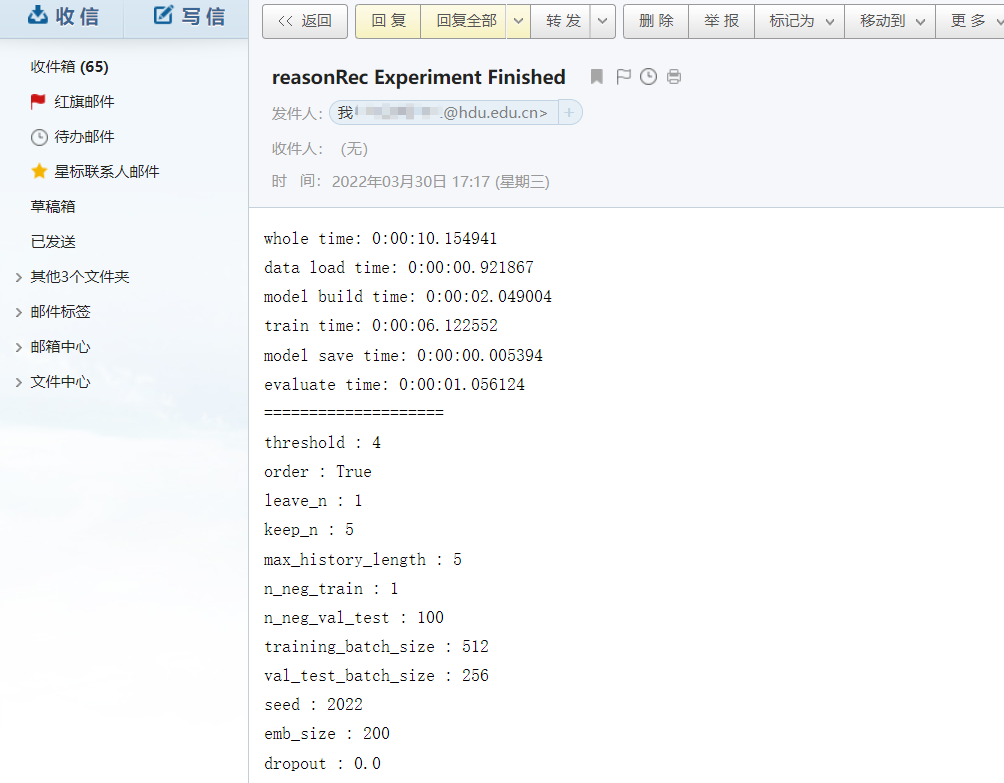 收信 写信
收件箱 (65)
红旗邮件
待办邮件
星标联系人邮件
草稿箱
已发送
其他3个文件夹
邮件标签
邮箱中心
文件中心
<< 返回 回复 回复全部 转发 删除 举报 标记为 移动到 更多
reasonRec Experiment Finished
发件人: 我 .@hdu.edu.cn> +
收件人: (无)
时 间: 2022年03月30日 17:17 (星期三)
whole time: 0:00:10.154941
data load time: 0:00:00.921867
model build time: 0:00:02.049004
train time: 0:00:06.122552
model save time: 0:00:00.005394
evaluate time: 0:00:01.056124
====================
threshold : 4
order : True
leave_n : 1
keep_n : 5
max_history_length : 5
n_neg_train : 1
n_neg_val_test : 100
training_batch_size : 512
val_test_batch_size : 256
seed : 2022
emb_size : 200
dropout : 0.0